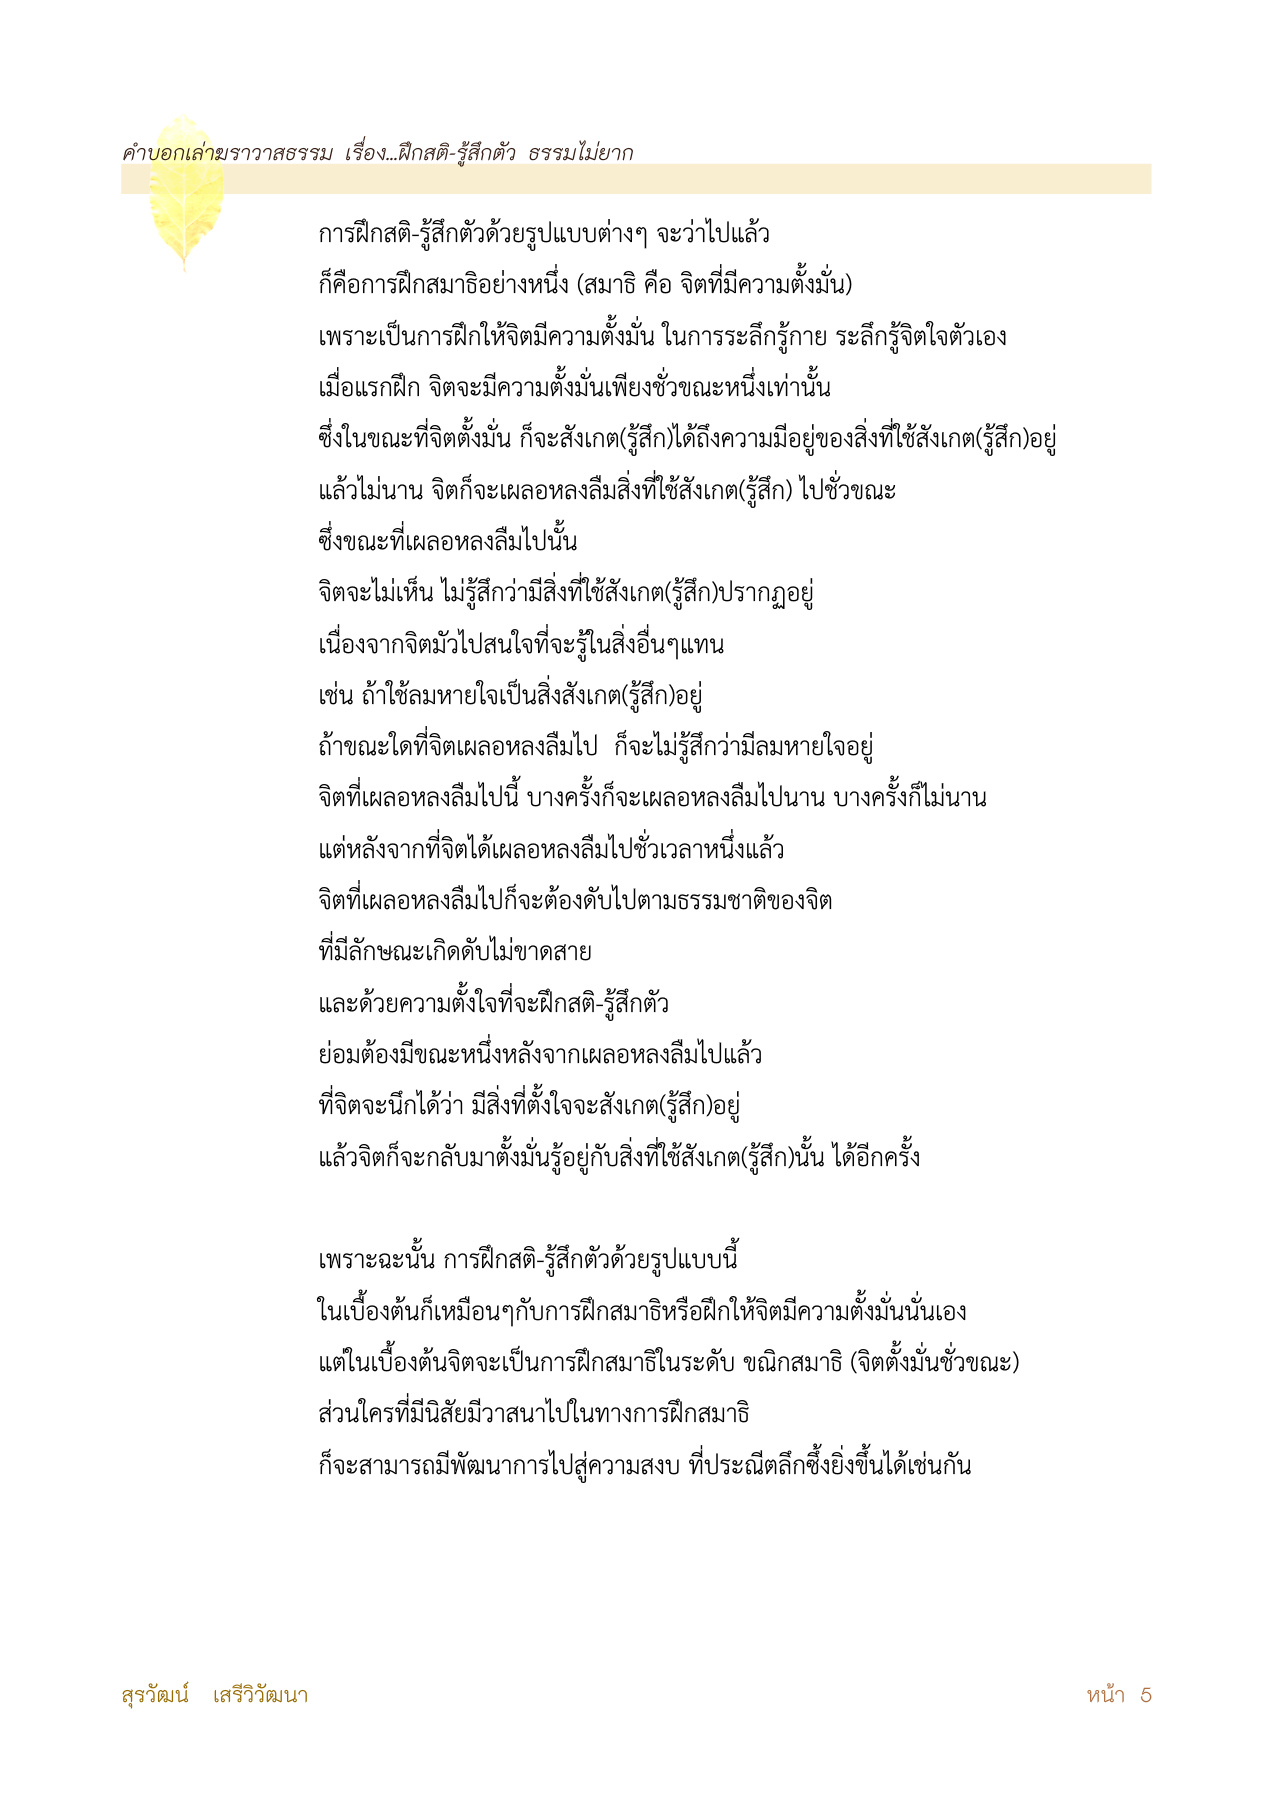 คำบอกเล่าฆราวาสธรรม เรื่อง...ฝึกสติ-รู้สึกตัว ธรรมไม่ยาก
การฝึกสติ-รู้สึกตัวด้วยรูปแบบต่างๆ จะว่าไปแล้ว
ก็คือการฝึกสมาธิอย่างหนึ่ง (สมาธิ คือ จิตที่มีความตั้งมั่น)
เพราะเป็นการฝึกให้จิตมีความตั้งมั่น ในการระลึกรู้กาย ระลึกรู้จิตใจตัวเอง
เมื่อแรกฝึก จิตจะมีความตั้งมั่นเพียงชั่วขณะหนึ่งเท่านั้น
ซึ่งในขณะที่จิตตั้งมั่น ก็จะสังเกต(รู้สึก)ได้ถึงความมีอยู่ของสิ่งที่ใช้สังเกต(รู้สึก)อยู่
แล้วไม่นาน จิตก็จะเผลอหลงลืมสิ่งที่ใช้สังเกต(รู้สึก) ไปชั่วขณะ
ซึ่งขณะที่เผลอหลงลืมไปนั้น
จิตจะไม่เห็น ไม่รู้สึกว่ามีสิ่งที่ใช้สังเกต(รู้สึก)ปรากฏอยู่
เนื่องจากจิตมัวไปสนใจที่จะรู้ในสิ่งอื่นๆแทน
เช่น ถ้าใช้ลมหายใจเป็นสิ่งสังเกต(รู้สึก)อยู่
ถ้าขณะใดที่จิตเผลอหลงลืมไป ก็จะไม่รู้สึกว่ามีลมหายใจอยู่
จิตที่เผลอหลงลืมไปนี้ บางครั้งก็จะเผลอหลงลืมไปนาน บางครั้งก็ไม่นาน
แต่หลังจากที่จิตได้เผลอหลงลืมไปชั่วเวลาหนึ่งแล้ว
จิตที่เผลอหลงลืมไปก็จะต้องดับไปตามธรรมชาติของจิต
ที่มีลักษณะเกิดดับไม่ขาดสาย
และด้วยความตั้งใจที่จะฝึกสติ-รู้สึกตัว
ย่อมต้องมีขณะหนึ่งหลังจากเผลอหลงลืมไปแล้ว
ที่จิตจะนึกได้ว่า มีสิ่งที่ตั้งใจจะสังเกต(รู้สึก)อยู่
แล้วจิตก็จะกลับมาตั้งมั่นรู้อยู่กับสิ่งที่ใช้สังเกต(รู้สึก)นั้น ได้อีกครั้ง
เพราะฉะนั้น การฝึกสติ-รู้สึกตัวด้วยรูปแบบนี้
ในเบื้องต้นก็เหมือนๆกับการฝึกสมาธิหรือฝึกให้จิตมีความตั้งมั่นนั่นเอง
แต่ในเบื้องต้นจิตจะเป็นการฝึกสมาธิในระดับ ขณิกสมาธิ (จิตตั้งมั่นชั่วขณะ)
ส่วนใครที่มีนิสัยมีวาสนาไปในทางการฝึกสมาธิ
ก็จะสามารถมีพัฒนาการไปสู่ความสงบ ที่ประณีตลึกซึ้งยิ่งขึ้นได้เช่นกัน
สุรวัฒน์ เสรีวิวัฒนา
หน้า 5